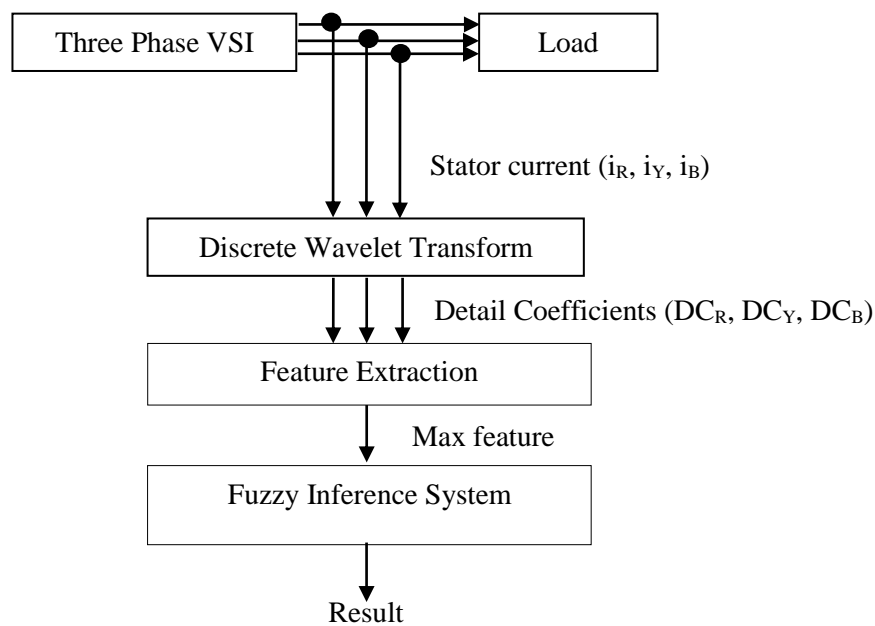 Three Phase VSI
Load
Stator current (iR, iY, iB)
Discrete Wavelet Transform
Detail Coefficients (DCR, DCY, DCB)
Feature Extraction
Max feature
Fuzzy Inference System
Result